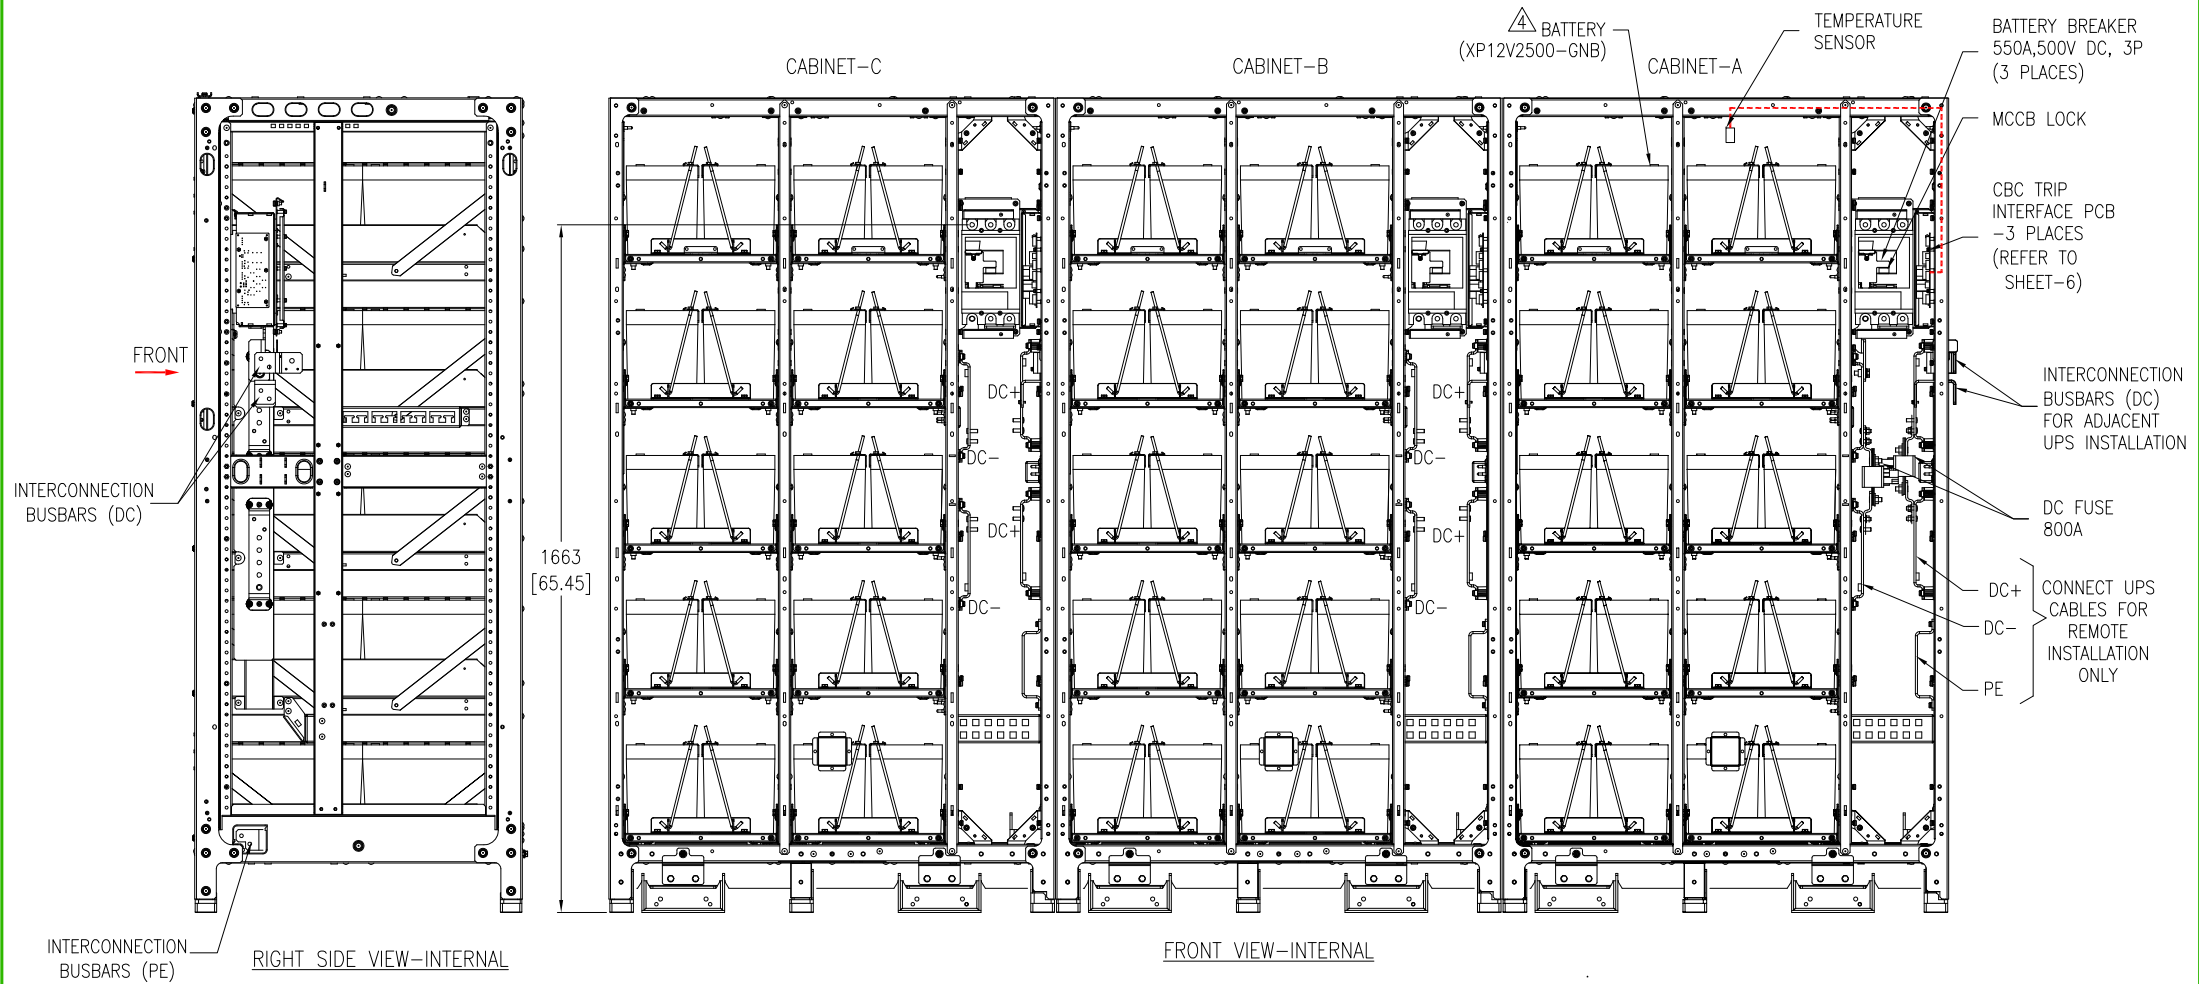 CABINET-C
CABINET-B
CABINET-A
4
BATTERY
(XP12V2500-GNB)
TEMPERATURE
SENSOR
BATTERY BREAKER
550A,500V DC, 3P
(3 PLACES)
MCCB LOCK
CBC TRIP
INTERFACE PCB
-3 PLACES
(REFER TO
SHEET-6)
FRONT
INTERCONNECTION
BUSBARS (DC)
FOR ADJACENT
UPS INSTALLATION
DC+
DC+
DC-
DC-
INTERCONNECTION
BUSBARS (DC)
DC FUSE
800A
DC+
DC+
1663
[65.45]
DC-
DC-
DC+
DC-
PE
CONNECT UPS
CABLES FOR
REMOTE
INSTALLATION
ONLY
INTERCONNECTION
BUSBARS (PE)
RIGHT SIDE VIEW-INTERNAL
FRONT VIEW-INTERNAL